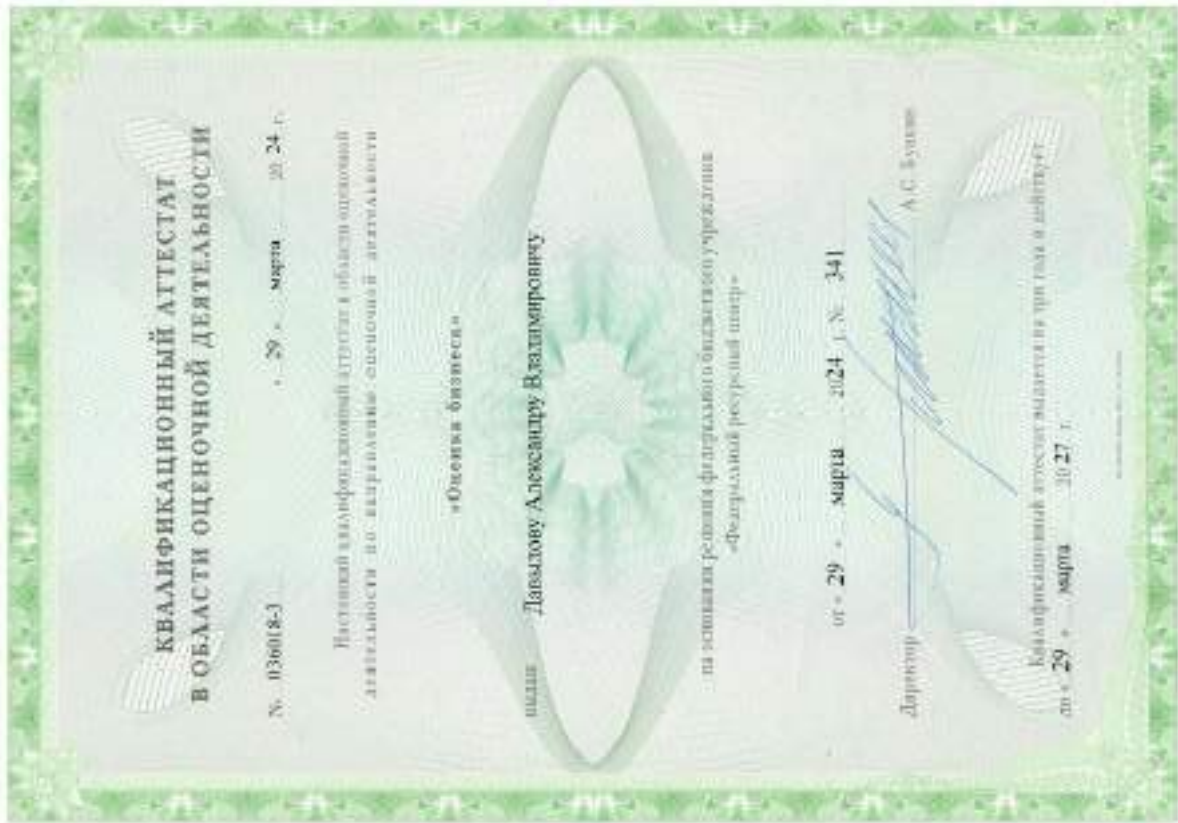 КВАЛИФИКАЦИОННЫЙ АТТЕСТАТ
В ОБЛАСТИ ОЦЕНОЧНОЙ ДЕЯТЕЛЬНОСТИ
№ 036018-3 « 29 » марта 20 24 г.
Настоящий квалификационный аттестат в области оценочной
деятельности по направлению оценочной деятельности
«Оценка бизнеса»
выдан Давыдову Александру Владимировичу
на основании решения федерального бюджетного учреждения
«Федеральный ресурсный центр»
от « 29 » марта 2024 г. № 341
Директор А.С. Бункин
Квалификационный аттестат выдается на три года и действует
до « 29 » марта 20 27 г.